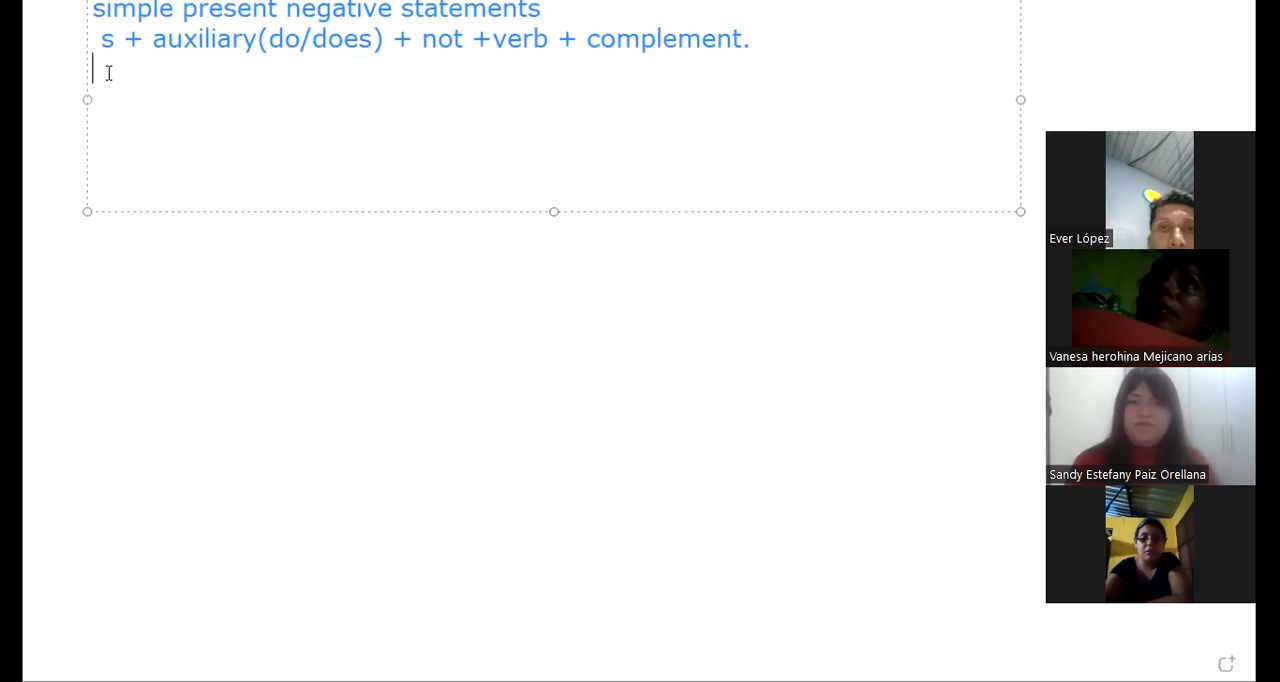 simple present negative statements
s + auxiliary(do/does) + not +verb + complement.
Ever López
Vanesa herohina Mejicano arias
Sandy Estefany Paiz Orellana